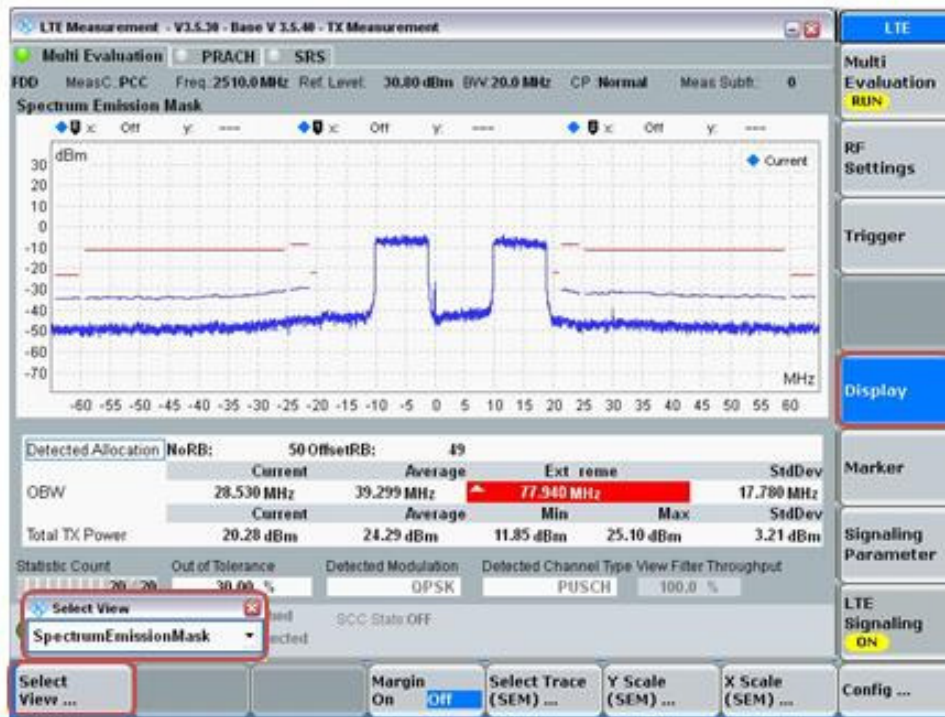 LTE Measurement - V3.5.30 - Base V 3.5.40 - TX Measurement
LTE
Multi Evaluation PRACH SRS
Multi Evaluation
RUN
FDD MeasC.:PCC Freq.:2510.0 MHz Ref. Level: 30.80 dBm BW:20.0 MHz CP :Normal Meas Subfr.: 0
Spectrum Emission Mask
x: Off y: --- x: Off y: --- x: Off y: ---
dBm
Current
30
20
10
0
-10
-20
-30
-40
-50
-60
-70
MHz
-60 -55 -50 -45 -40 -35 -30 -25 -20 -15 -10 -5 0 5 10 15 20 25 30 35 40 45 50 55 60
RF Settings
Trigger
Display
Marker
Signaling Parameter
LTE Signaling
ON
Config ...
Detected Allocation NoRB: 50 OffsetRB: 49
Current Average Ext reme StdDev
OBW 28.530 MHz 39.299 MHz 77.940 MHz 17.780 MHz
Current Average Min Max StdDev
Total TX Power 20.28 dBm 24.29 dBm 11.85 dBm 25.10 dBm 3.21 dBm
Statistic Count Out of Tolerance Detected Modulation Detected Channel Type View Filter Throughput
20 / 20 30.00 % QPSK PUSCH 100.0 %
Select View
SpectrumEmissionMask
SCC State:OFF
Select View ...
Margin
On Off
Select Trace (SEM) ...
Y Scale (SEM) ...
X Scale (SEM) ...